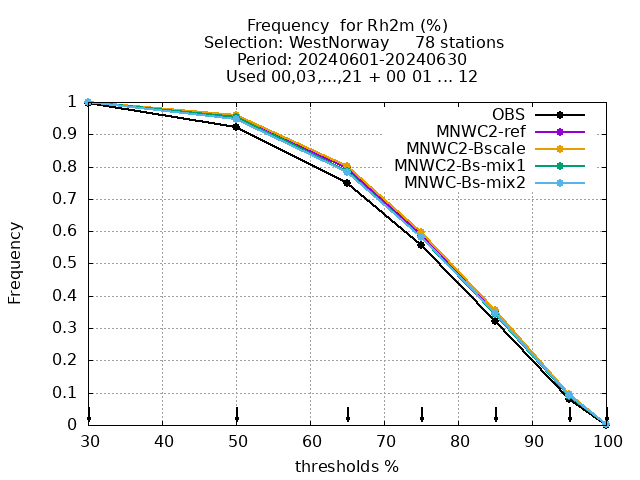 Frequency  for Rh2m (%)
Selection: WestNorway     78 stations
Period: 20240601-20240630
Used 00,03,...,21 + 00 01 ... 12
OBS
MNWC2-ref
MNWC2-Bscale
MNWC2-Bs-mix1
MNWC-Bs-mix2
Frequency
1
0.9
0.8
0.7
0.6
0.5
0.4
0.3
0.2
0.1
0
30 40 50 60 70 80 90 100
thresholds %